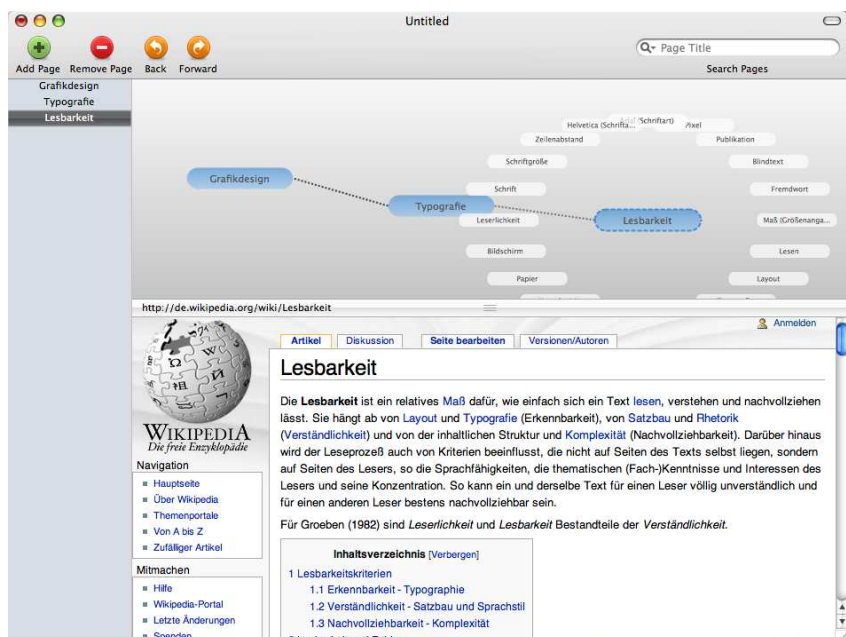 Untitled
Add Page
Remove Page
Back
Forward
Page Title
Search Pages
Grafikdesign
Typografie
Lesbarkeit
Grafikdesign
Typografie
Lesbarkeit
Helvetica (Schrifta...
(Schriftart)
Pixel
Zeilenabstand
Publikation
Schriftgröße
Blindtext
Schrift
Fremdwort
Leserlichkeit
Maß (Größenanga...
Bildschirm
Lesen
Papier
Layout
http://de.wikipedia.org/wiki/Lesbarkeit
WIKIPEDIA
Die freie Enzyklopädie
Navigation
Hauptseite
Über Wikipedia
Themenportale
Von A bis Z
Zufälliger Artikel
Mitmachen
Hilfe
Wikipedia-Portal
Letzte Änderungen
Spenden
Anmelden
Artikel
Diskussion
Seite bearbeiten
Versionen/Autoren
Lesbarkeit
Die Lesbarkeit ist ein relatives Maß dafür, wie einfach sich ein Text lesen, verstehen und nachvollziehen
lässt. Sie hängt ab von Layout und Typografie (Erkennbarkeit), von Satzbau und Rhetorik
(Verständlichkeit) und von der inhaltlichen Struktur und Komplexität (Nachvollziehbarkeit). Darüber hinaus
wird der Leseprozeß auch von Kriterien beeinflusst, die nicht auf Seiten des Texts selbst liegen, sondern
auf Seiten des Lesers, so die Sprachfähigkeiten, die thematischen (Fach-)Kenntnisse und Interessen des
Lesers und seine Konzentration. So kann ein und derselbe Text für einen Leser völlig unverständlich und
für einen anderen Leser bestens nachvollziehbar sein.
Für Groeben (1982) sind Leserlichkeit und Lesbarkeit Bestandteile der Verständlichkeit.
Inhaltsverzeichnis [Verbergen]
1 Lesbarkeitskriterien
1.1 Erkennbarkeit - Typographie
1.2 Verständlichkeit - Satzbau und Sprachstil
1.3 Nachvollziehbarkeit - Komplexität